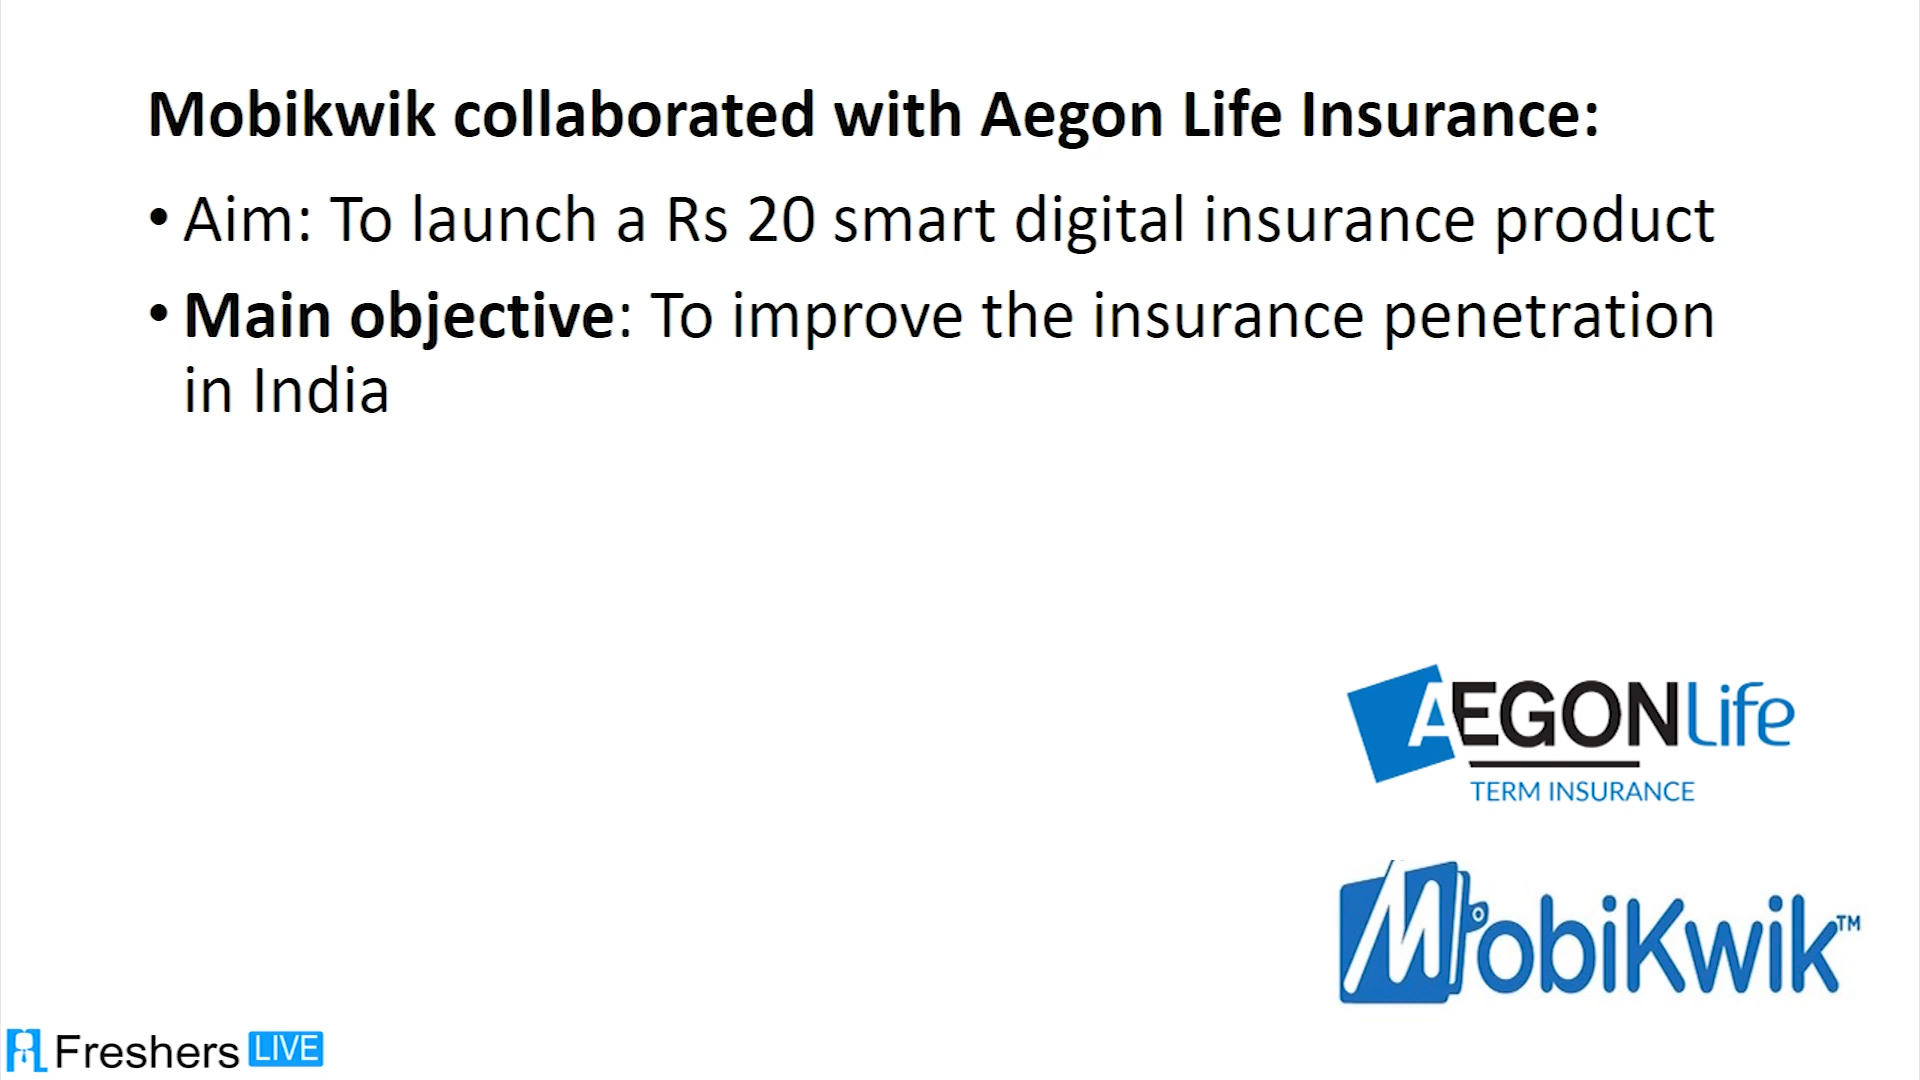 Mobikwik collaborated with Aegon Life Insurance:
• Aim: To launch a Rs 20 smart digital insurance product
• Main objective: To improve the insurance penetration
in India
AEGONLife
TERM INSURANCE
MobiKwik™
Freshers LIVE